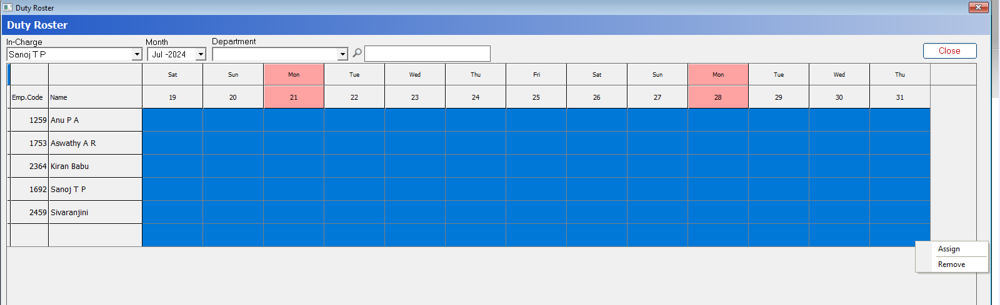 Duty Roster
Duty Roster
In-Charge Month Department
Sanoj T P Jul -2024 Close
Sat Sun Mon Tue Wed Thu Fri Sat Sun Mon Tue Wed Thu
Emp.Code Name 19 20 21 22 23 24 25 26 27 28 29 30 31
1259 Anu P A
1753 Aswathy A R
2364 Kiran Babu
1692 Sanoj T P
2459 Sivaranjini
Assign
Remove